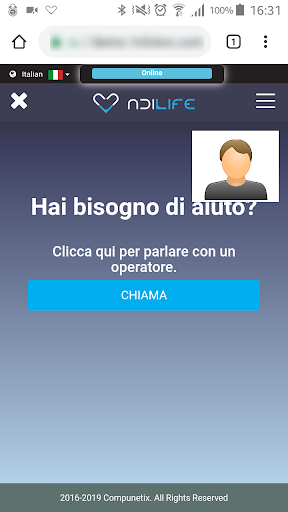 16:31
1
Italian
Online
NDILIFE
Hai bisogno di aiuto?
Clicca qui per parlare con un
operatore.
CHIAMA
2016-2019 Compunetix. All Rights Reserved